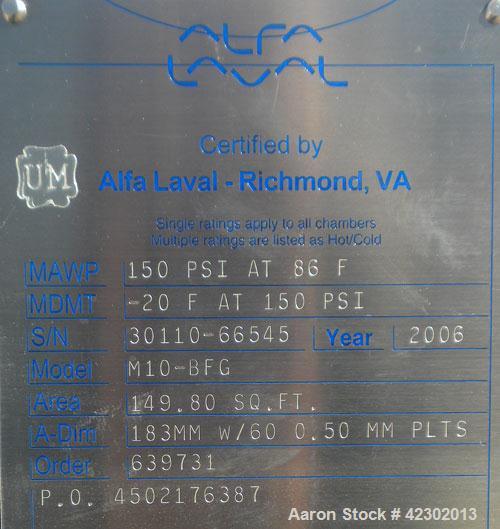 ALFA
LAVAL
Certified by
UM
Alfa Laval - Richmond, VA
Single ratings apply to all chambers
Multiple ratings are listed as Hot/Cold
MAWP 150 PSI AT 86 F
MDMT -20 F AT 150 PSI
S/N 30110-66545 Year 2006
Model M10-BFG
Area 149.80 SQ.FT.
A-Dim 183MM W/60 0.50 MM PLTS
Order 639731
P.O. 4502176387
Aaron Stock # 42302013